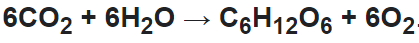 6CO₂ + 6H₂O → C₆H₁₂O₆ + 6O₂.